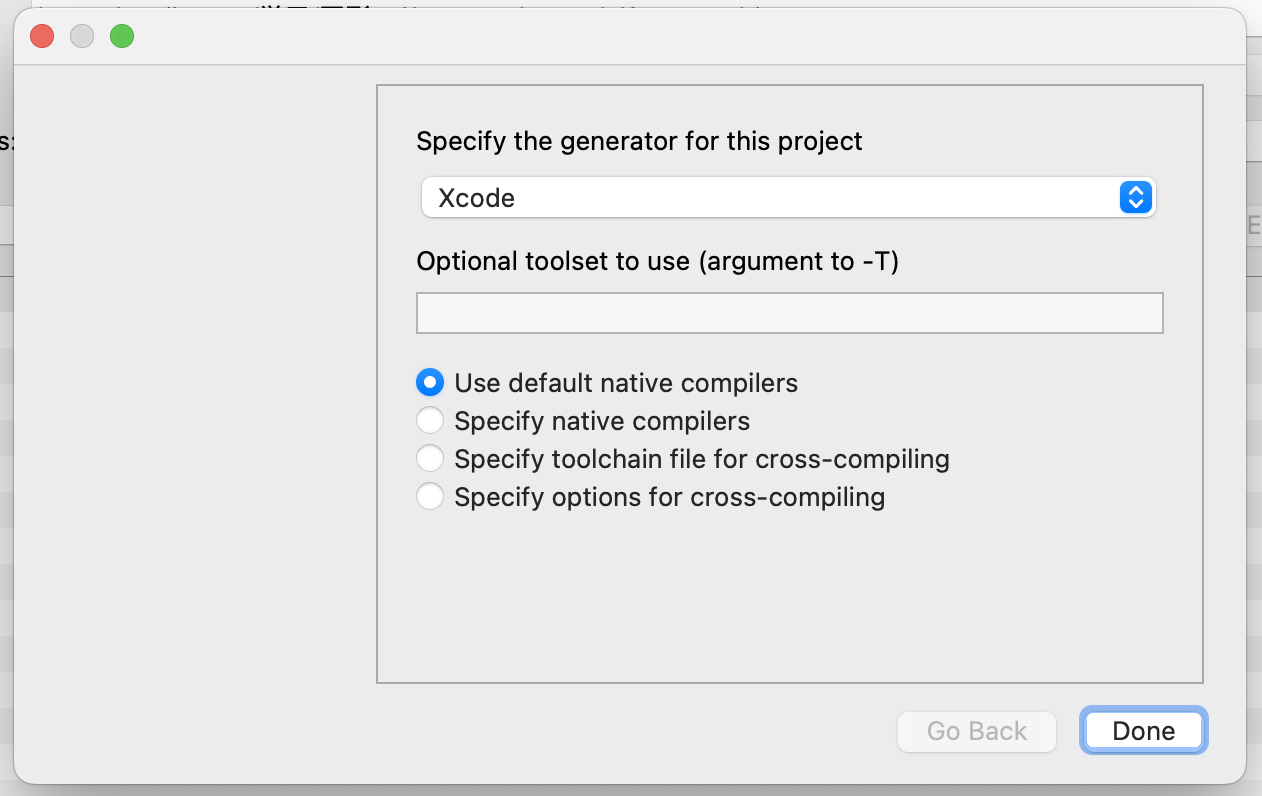 Specify the generator for this project
Xcode
Optional toolset to use (argument to -T)
Use default native compilers
Specify native compilers
Specify toolchain file for cross-compiling
Specify options for cross-compiling
Go Back
Done